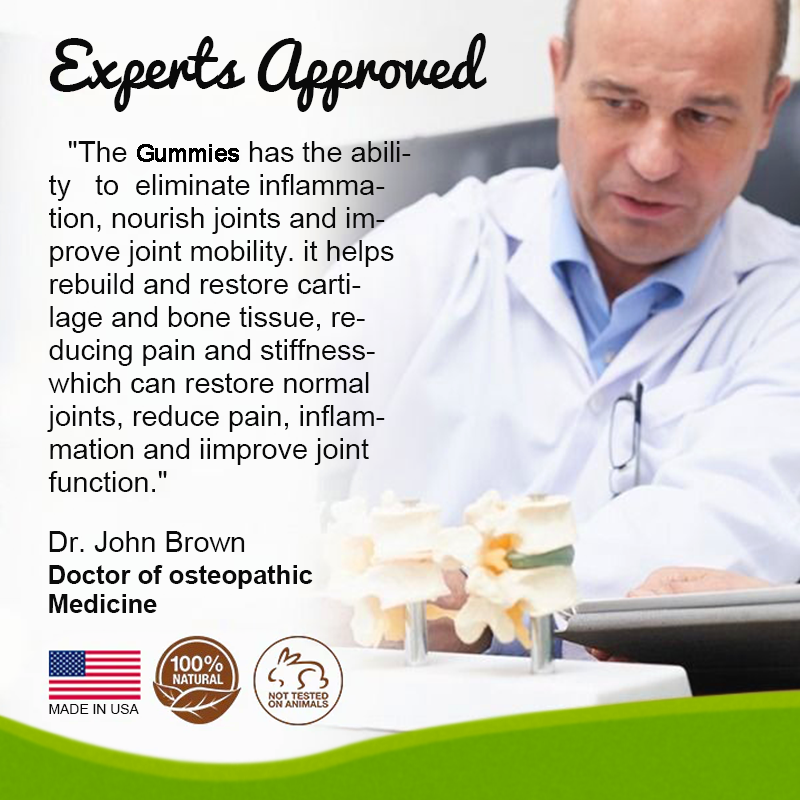 Experts Approved
"The Gummies has the abili-
ty to eliminate inflamma-
tion, nourish joints and im-
prove joint mobility. it helps
rebuild and restore carti-
lage and bone tissue, re-
ducing pain and stiffness-
which can restore normal
joints, reduce pain, inflam-
mation and iimprove joint
function."
Dr. John Brown
Doctor of osteopathic
Medicine
MADE IN USA
100%
NATURAL
NOT TESTED
ON ANIMALS